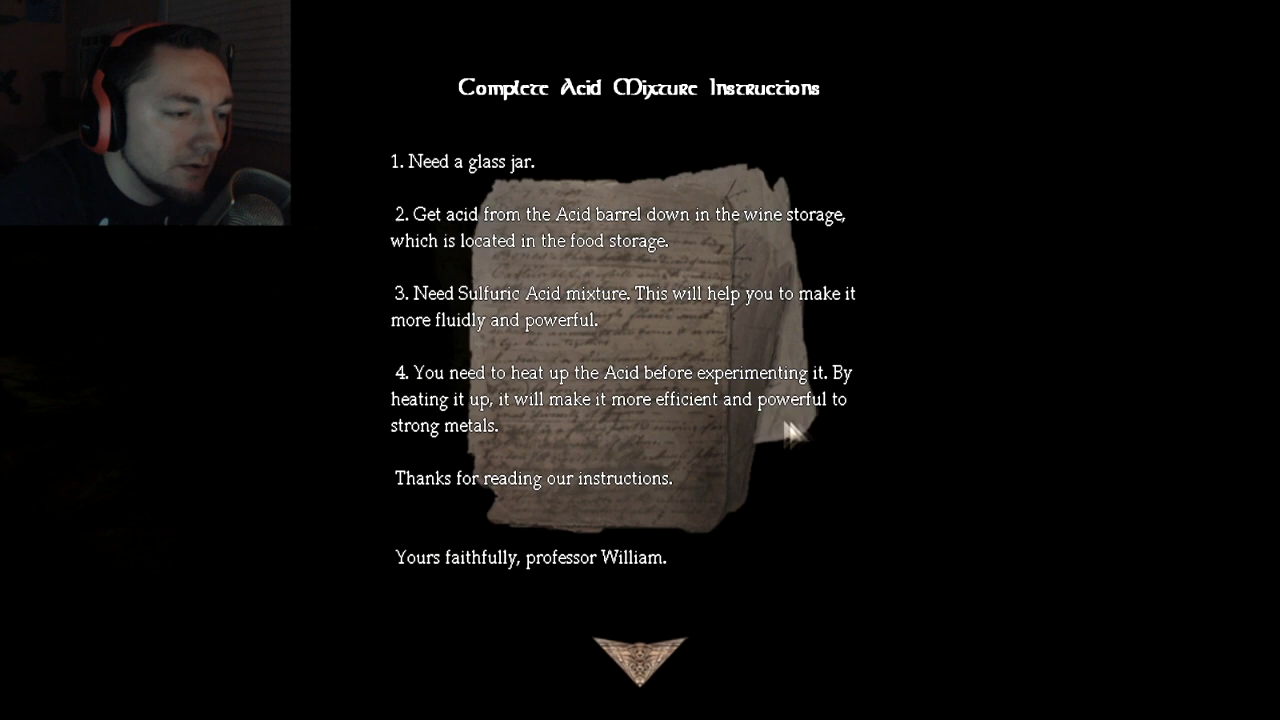 Complete Acid Mixture Instructions
1. Need a glass jar.
2. Get acid from the Acid barrel down in the wine storage,
which is located in the food storage.
3. Need Sulfuric Acid mixture. This will help you to make it
more fluidly and powerful.
4. You need to heat up the Acid before experimenting it. By
heating it up, it will make it more efficient and powerful to
strong metals.
Thanks for reading our instructions.
Yours faithfully, professor William.